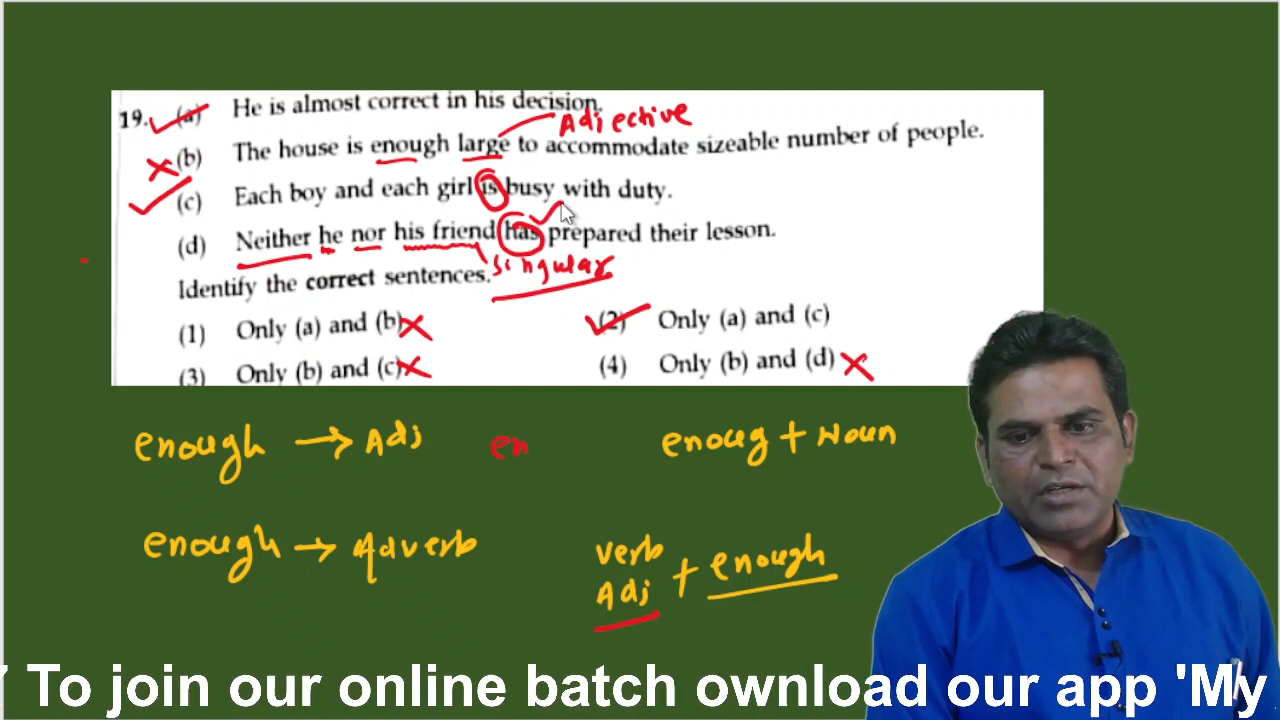 19. (a) He is almost correct in his decision.
Adjective
(b) The house is enough large to accommodate sizeable number of people.
(c) Each boy and each girl is busy with duty.
(d) Neither he nor his friend has prepared their lesson.
singular
Identify the correct sentences.
(1) Only (a) and (b) (2) Only (a) and (c)
(3) Only (b) and (c) (4) Only (b) and (d)
enough → Adj en enoug + Noun
enough → Adverb verb
Adj + enough
To join our online batch ownload our app 'My